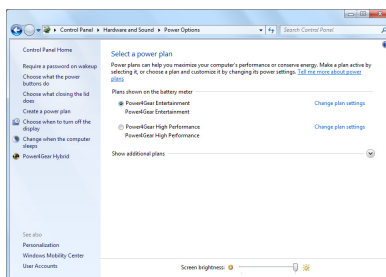 Control Panel ▸ Hardware and Sound ▸ Power Options
Search Control Panel
Control Panel Home
Require a password on wakeup
Choose what the power
buttons do
Choose what closing the lid
does
Create a power plan
Choose when to turn off the
display
Change when the computer
sleeps
Power4Gear Hybrid
See also
Personalization
Windows Mobility Center
User Accounts
Select a power plan
Power plans can help you maximize your computer's performance or conserve energy. Make a plan active by
selecting it, or choose a plan and customize it by changing its power settings. Tell me more about power
plans
Plans shown on the battery meter
Power4Gear Entertainment Change plan settings
Power4Gear Entertainment
Power4Gear High Performance Change plan settings
Power4Gear High Performance
Show additional plans
Screen brightness: